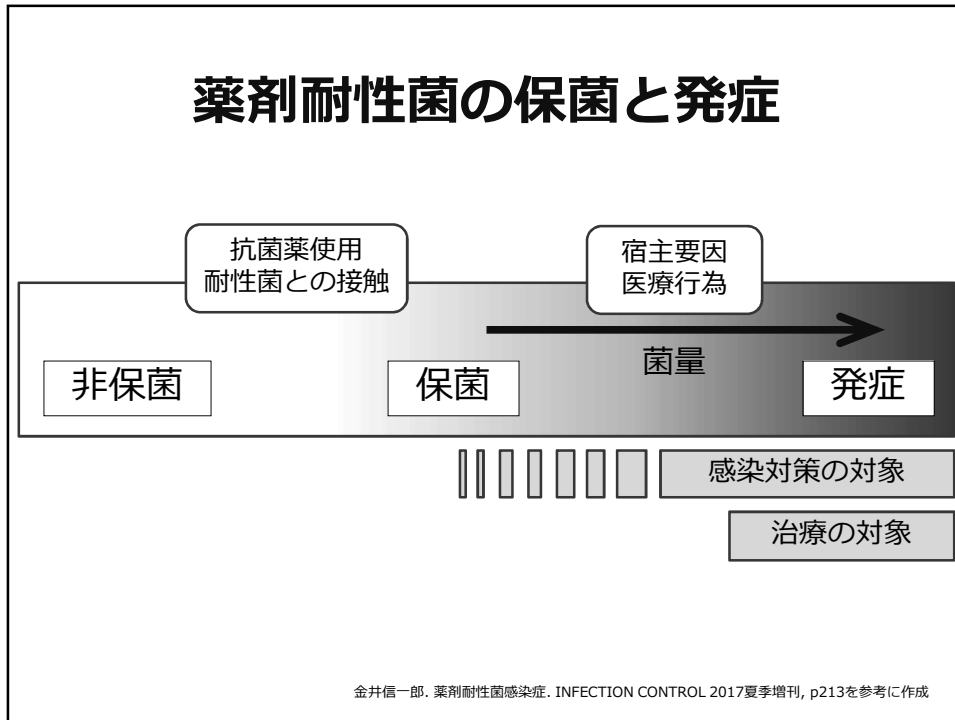 薬剤耐性菌の保菌と発症
抗菌薬使用
耐性菌との接触
宿主要因
医療行為
菌量
非保菌
保菌
発症
感染対策の対象
治療の対象
金井信一郎. 薬剤耐性菌感染症. INFECTION CONTROL 2017夏季増刊, p213を参考に作成